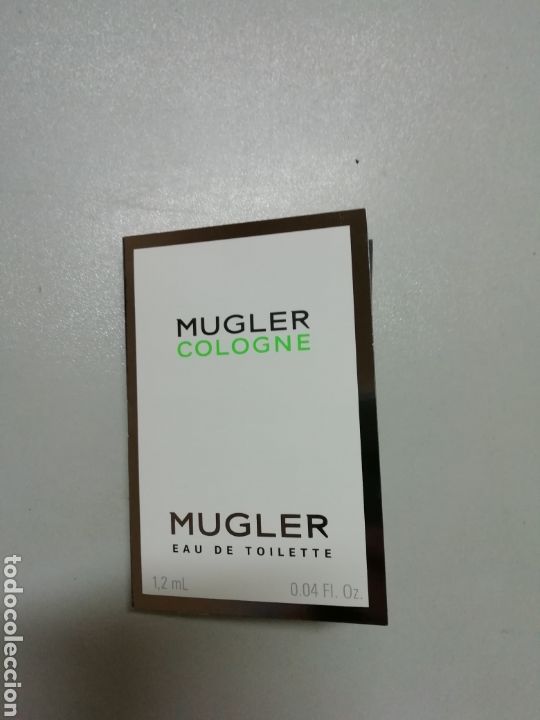 MUGLER
COLOGNE
MUGLER
EAU DE TOILETTE
1,2 mL 0.04 Fl. Oz.
todocoleccion